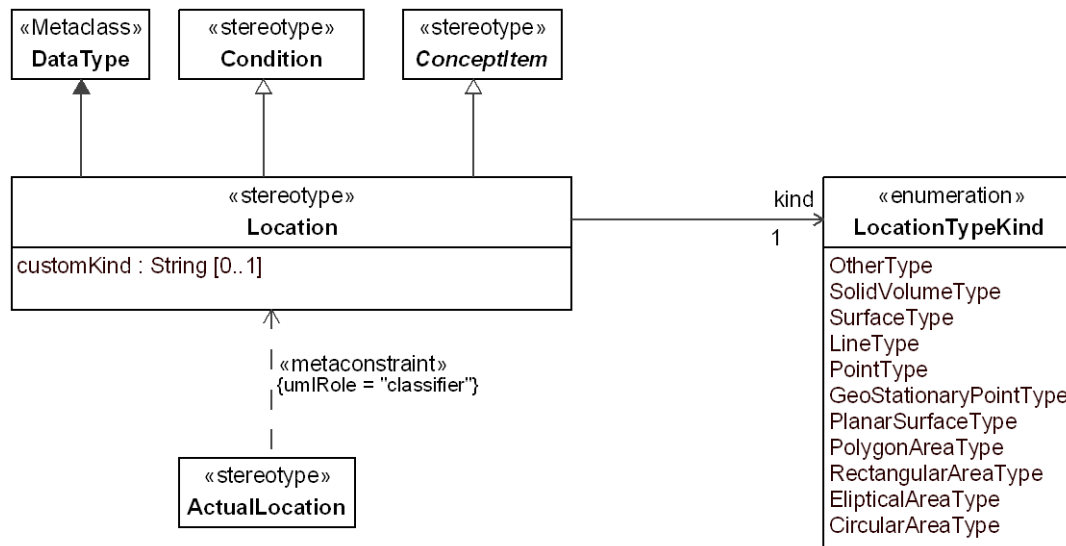 «Metaclass»
DataType
«stereotype»
Condition
«stereotype»
ConceptItem
«stereotype»
Location
customKind : String [0..1]
kind
1
«enumeration»
LocationTypeKind
OtherType
SolidVolumeType
SurfaceType
LineType
PointType
GeoStationaryPointType
PlanarSurfaceType
PolygonAreaType
RectangularAreaType
ElipticalAreaType
CircularAreaType
«metaconstraint»
{umlRole = "classifier"}
«stereotype»
ActualLocation